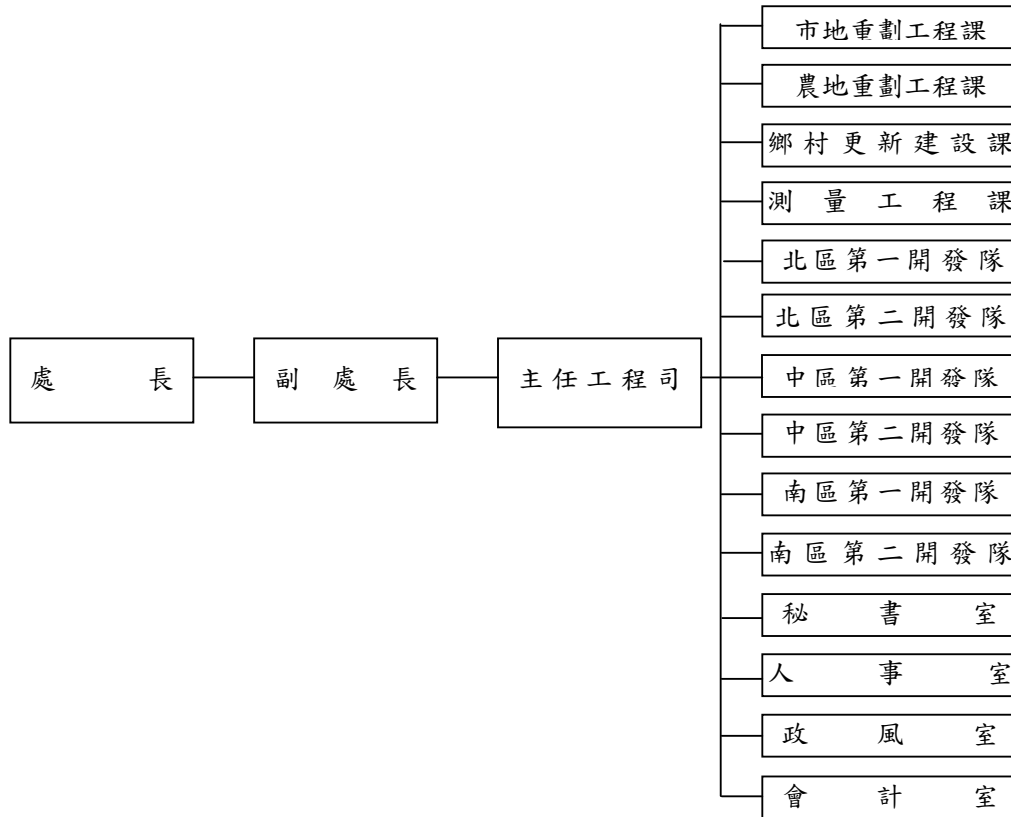 市地重劃工程課
農地重劃工程課
鄉村更新建設課
測量工程課
北區第一開發隊
北區第二開發隊
處長
副處長
主任工程司
中區第一開發隊
中區第二開發隊
南區第一開發隊
南區第二開發隊
秘書室
人事室
政風室
會計室